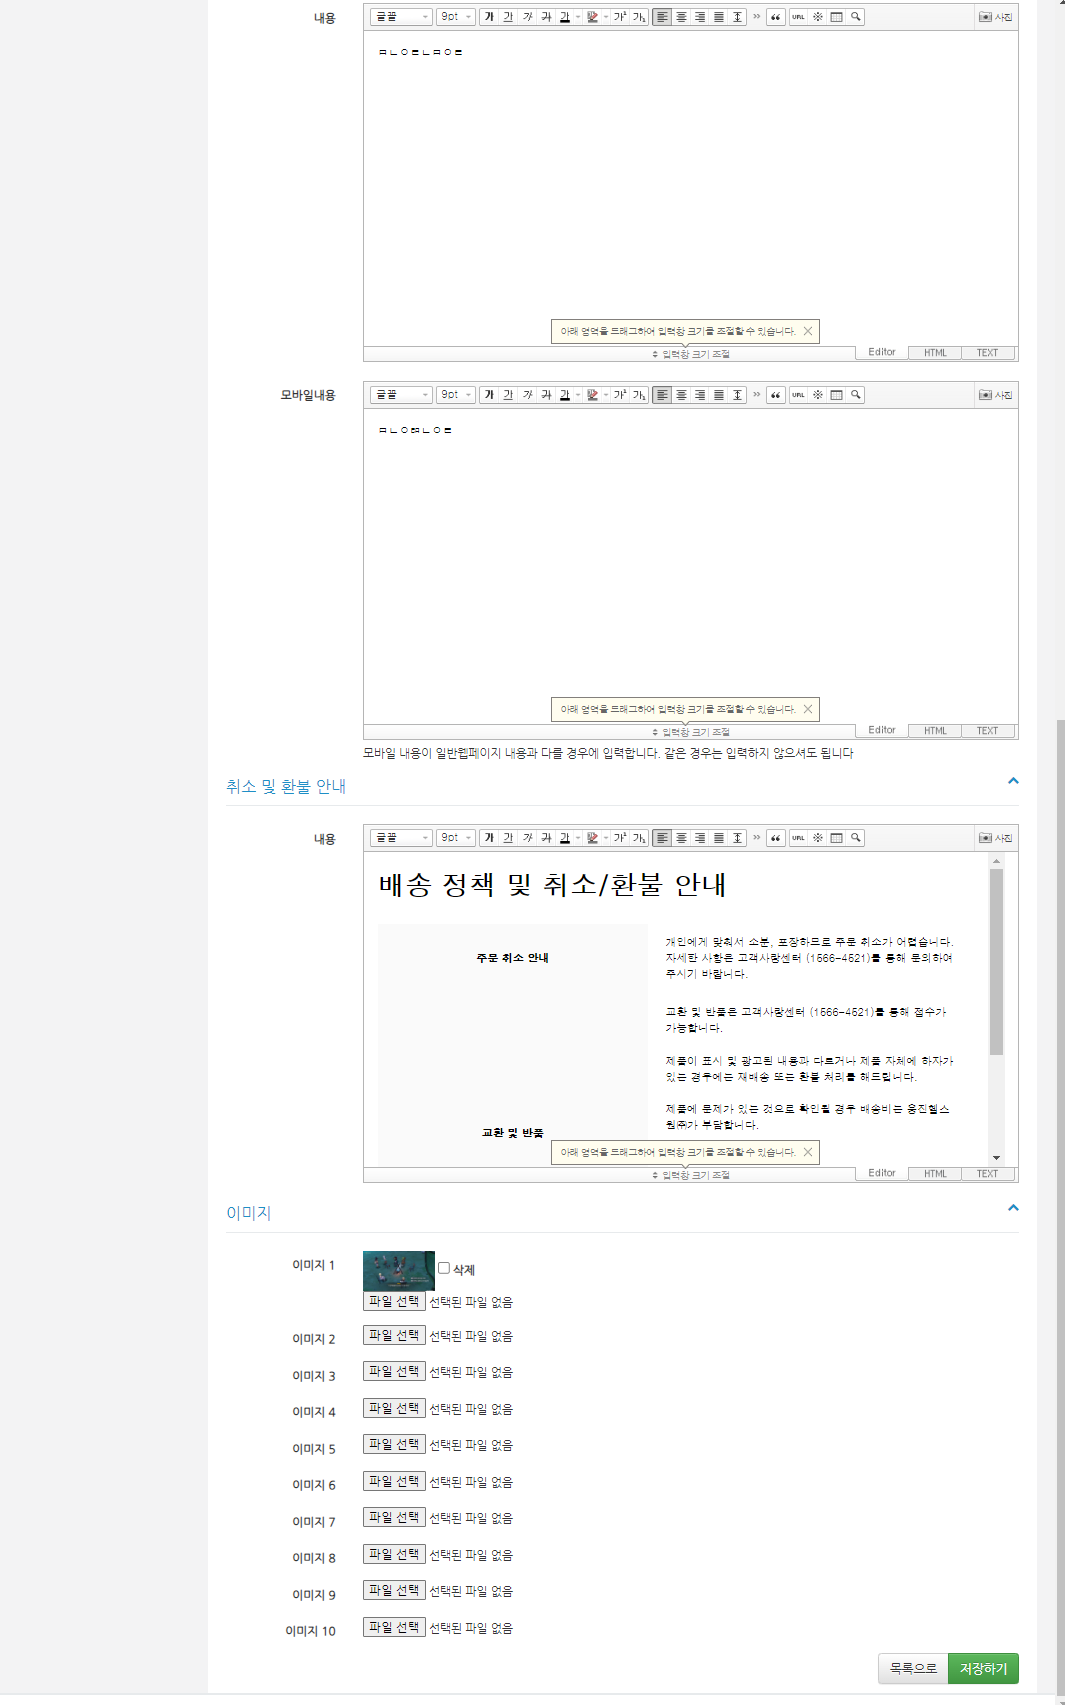 내용
글꼴 9pt 가 가 가 가 가 가¹ 가₁ URL 사진
ㅁㄴㅇㄹㄴㅁㅇㄹ
아래 영역을 드래그하여 입력창 크기를 조절할 수 있습니다.
입력창 크기 조절 Editor HTML TEXT
모바일내용
글꼴 9pt 가 가 가 가 가 가¹ 가₁ URL 사진
아래 영역을 드래그하여 입력창 크기를 조절할 수 있습니다.
입력창 크기 조절 Editor HTML TEXT
모바일 내용이 일반웹페이지 내용과 다를 경우에 입력합니다. 같은 경우는 입력하지 않으셔도 됩니다
취소 및 환불 안내
내용
글꼴 9pt 가 가 가 가 가 가¹ 가₁ URL 사진
배송 정책 및 취소/환불 안내
주문 취소 안내
개인에게 맞춰서 소분, 포장하므로 주문 취소가 어렵습니다.
자세한 사항은 고객사랑센터 (1566-4521)를 통해 문의하여
주시기 바랍니다.
교환 및 반품
교환 및 반품은 고객사랑센터 (1566-4521)를 통해 접수가
가능합니다.
제품이 표시 및 광고된 내용과 다르거나 제품 자체에 하자가
있는 경우에는 재배송 또는 환불 처리를 해드립니다.
제품에 문제가 있는 것으로 확인될 경우 배송비는 웅진헬스
원㈜가 부담합니다.
아래 영역을 드래그하여 입력창 크기를 조절할 수 있습니다.
입력창 크기 조절 Editor HTML TEXT
이미지
이미지 1 삭제
파일 선택 선택된 파일 없음
이미지 2 파일 선택 선택된 파일 없음
이미지 3 파일 선택 선택된 파일 없음
이미지 4 파일 선택 선택된 파일 없음
이미지 5 파일 선택 선택된 파일 없음
이미지 6 파일 선택 선택된 파일 없음
이미지 7 파일 선택 선택된 파일 없음
이미지 8 파일 선택 선택된 파일 없음
이미지 9 파일 선택 선택된 파일 없음
이미지 10 파일 선택 선택된 파일 없음
목록으로 저장하기